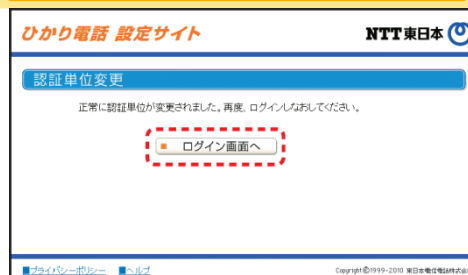 ひかり電話 設定サイト
NTT東日本
認証単位変更
正常に認証単位が変更されました。再度、ログインしなおしてください。
ログイン画面へ
■プライバシーポリシー ■ヘルプ
Copyright©1999-2010 東日本電信電話株式会